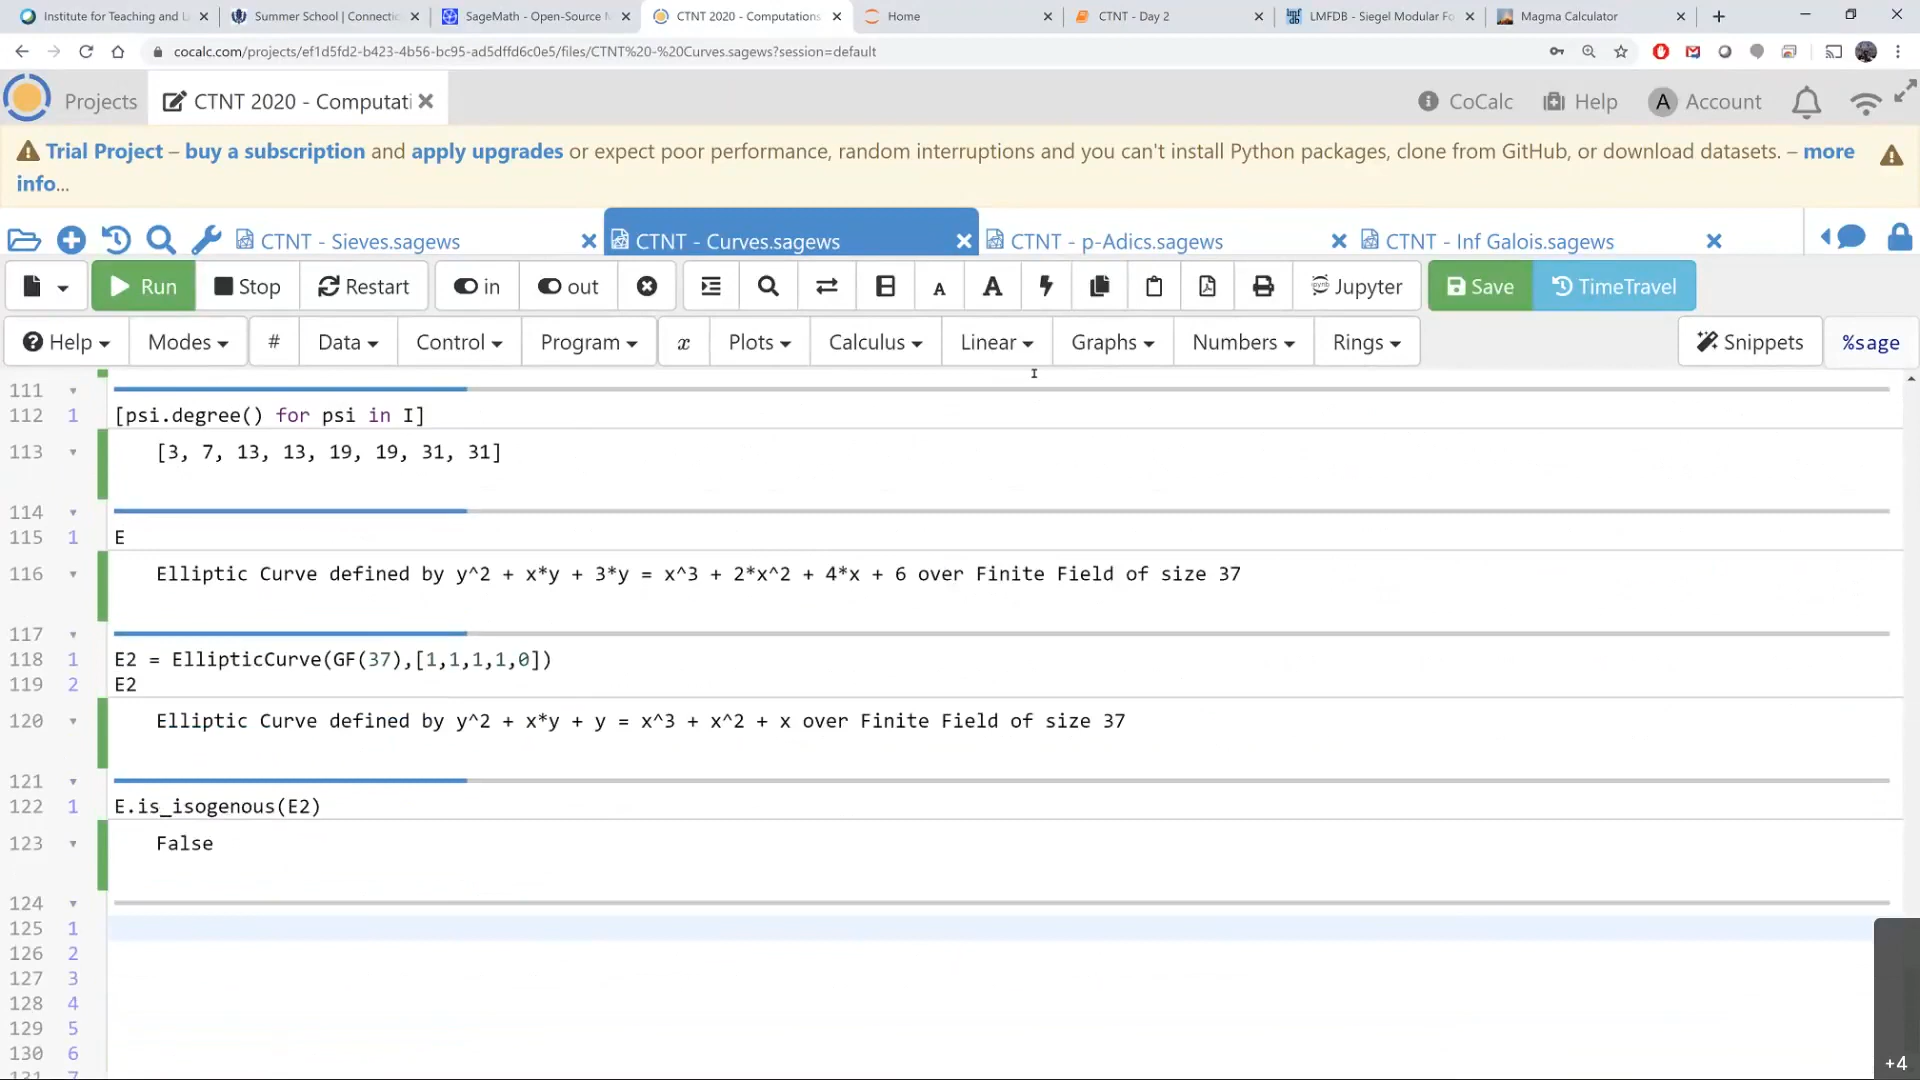 Institute for Teaching and L
Summer School | Connectic
SageMath - Open-Source M
CTNT 2020 - Computations
Home
CTNT - Day 2
LMFDB - Siegel Modular Fo
Magma Calculator
cocalc.com/projects/ef1d5fd2-b423-4b56-bc95-ad5dffd6c0e5/files/CTNT%20-%20Curves.sagews?session=default
Projects
CTNT 2020 - Computati
CoCalc
Help
A Account
Trial Project – buy a subscription and apply upgrades or expect poor performance, random interruptions and you can't install Python packages, clone from GitHub, or download datasets. – more
info...
CTNT - Sieves.sagews
CTNT - Curves.sagews
CTNT - p-Adics.sagews
CTNT - Inf Galois.sagews
Run
Stop
Restart
in
out
A
A
Jupyter
Save
TimeTravel
Help
Modes
#
Data
Control
Program
x
Plots
Calculus
Linear
Graphs
Numbers
Rings
Snippets
%sage
111
112 1 [psi.degree() for psi in I]
113 [3, 7, 13, 13, 19, 19, 31, 31]
114
115 1 E
116 Elliptic Curve defined by y^2 + x*y + 3*y = x^3 + 2*x^2 + 4*x + 6 over Finite Field of size 37
117
118 1 E2 = EllipticCurve(GF(37),[1,1,1,1,0])
119 2 E2
120 Elliptic Curve defined by y^2 + x*y + y = x^3 + x^2 + x over Finite Field of size 37
121
122 1 E.is_isogenous(E2)
123 False
124
125 1
126 2
127 3
128 4
129 5
130 6
131 7
+4